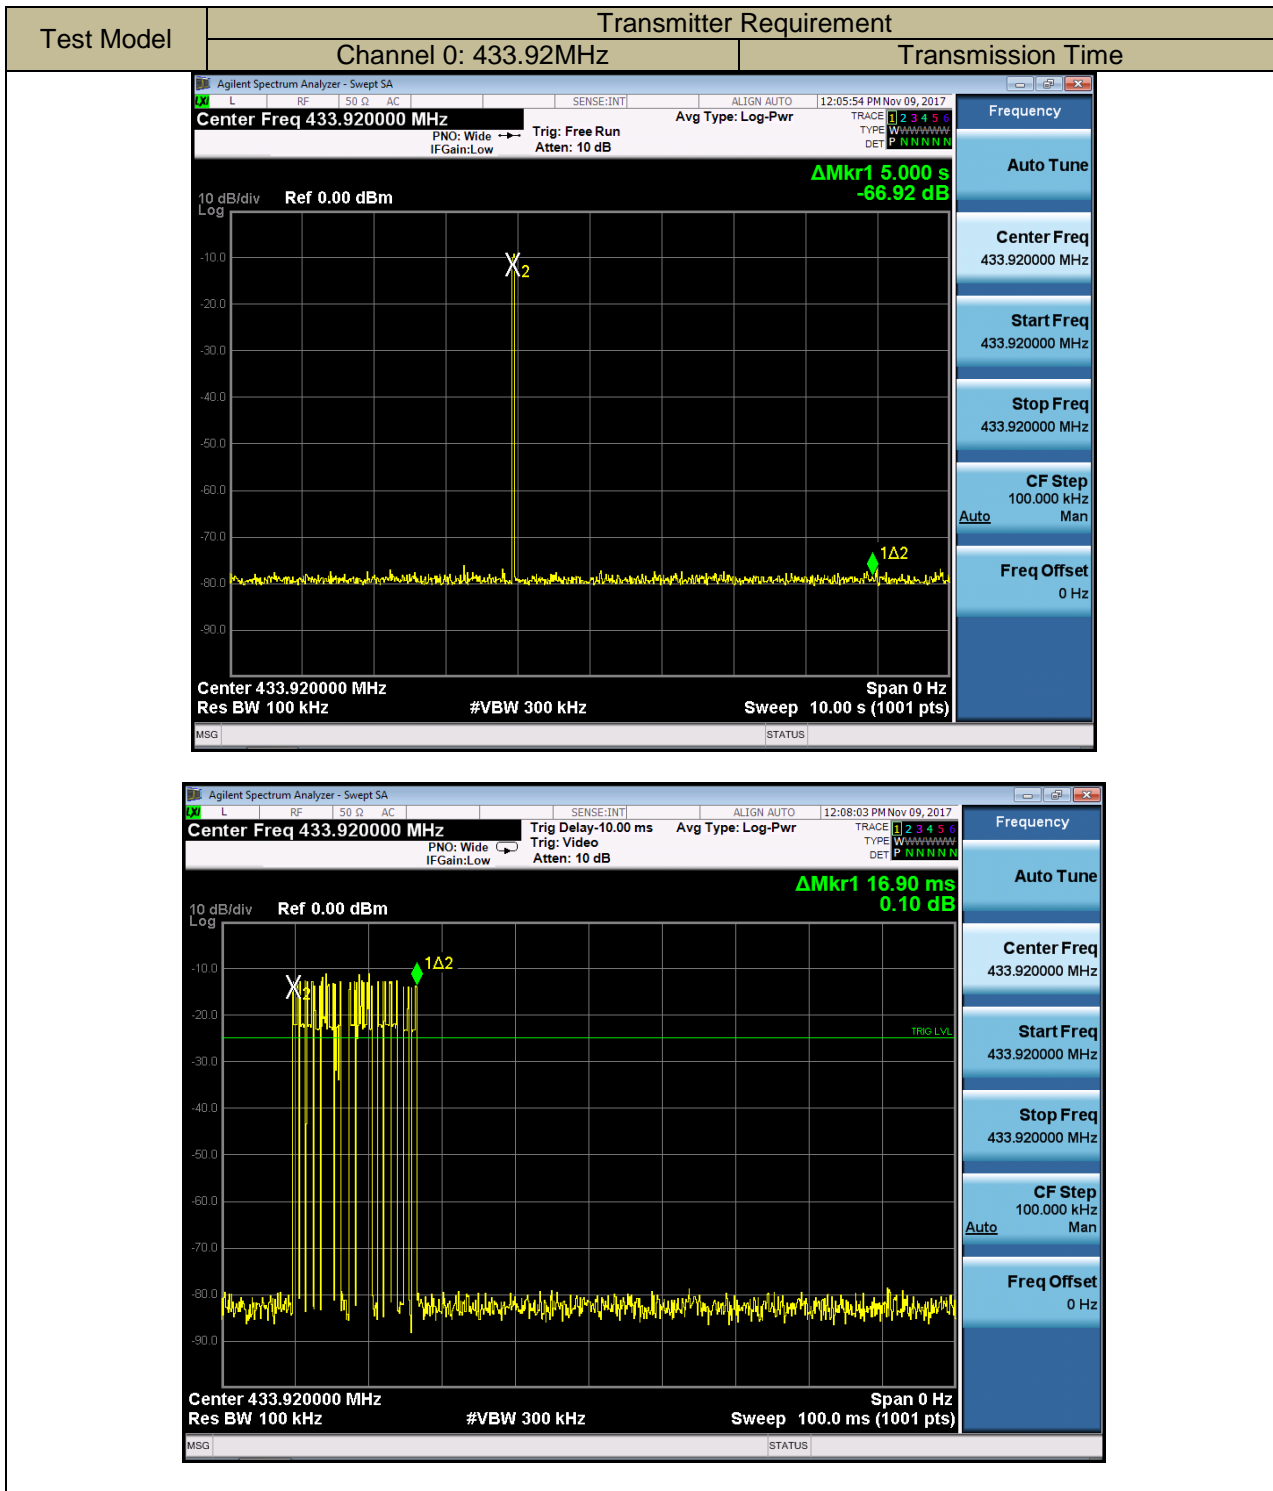 Test Model
Transmitter Requirement
Channel 0: 433.92MHz
Transmission Time
Agilent Spectrum Analyzer - Swept SA
LXI L RF 50 Ω AC SENSE:INT ALIGN AUTO 12:05:54 PM Nov 09, 2017
Center Freq 433.920000 MHz
PNO: Wide
IFGain:Low
Trig: Free Run
Atten: 10 dB
Avg Type: Log-Pwr
TRACE 1 2 3 4 5 6
TYPE WWWWWWW
DET P N N N N N
Frequency
ΔMkr1 5.000 s
-66.92 dB
10 dB/div
Log
Ref 0.00 dBm
-10.0
-20.0
-30.0
-40.0
-50.0
-60.0
-70.0
-80.0
-90.0
2
1Δ2
Center 433.920000 MHz
Span 0 Hz
Res BW 100 kHz
#VBW 300 kHz
Sweep 10.00 s (1001 pts)
MSG
STATUS
Auto Tune
Center Freq
433.920000 MHz
Start Freq
433.920000 MHz
Stop Freq
433.920000 MHz
CF Step
100.000 kHz
Auto Man
Freq Offset
0 Hz
Agilent Spectrum Analyzer - Swept SA
LXI L RF 50 Ω AC SENSE:INT ALIGN AUTO 12:08:03 PM Nov 09, 2017
Center Freq 433.920000 MHz
PNO: Wide
IFGain:Low
Trig Delay-10.00 ms
Trig: Video
Atten: 10 dB
Avg Type: Log-Pwr
TRACE 1 2 3 4 5 6
TYPE WWWWWWW
DET P N N N N N
Frequency
ΔMkr1 16.90 ms
0.10 dB
10 dB/div
Log
Ref 0.00 dBm
-10.0
-20.0
-30.0
-40.0
-50.0
-60.0
-70.0
-80.0
-90.0
2
1Δ2
TRIG LVL
Center 433.920000 MHz
Span 0 Hz
Res BW 100 kHz
#VBW 300 kHz
Sweep 100.0 ms (1001 pts)
MSG
STATUS
Auto Tune
Center Freq
433.920000 MHz
Start Freq
433.920000 MHz
Stop Freq
433.920000 MHz
CF Step
100.000 kHz
Auto Man
Freq Offset
0 Hz